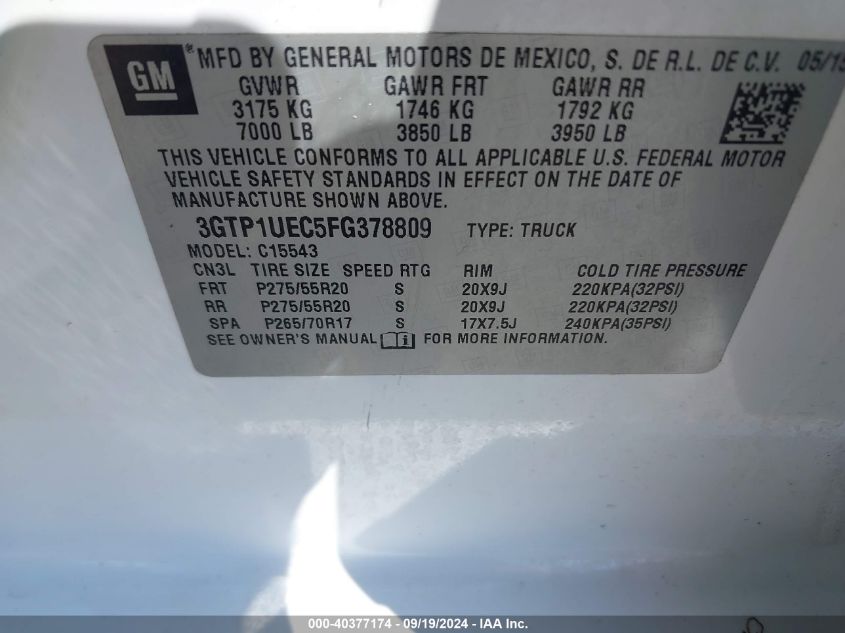 GM
® MFD BY GENERAL MOTORS DE MEXICO, S. DE R.L. DE C.V. 05/15
GVWR GAWR FRT GAWR RR
3175 KG 1746 KG 1792 KG
7000 LB 3850 LB 3950 LB
THIS VEHICLE CONFORMS TO ALL APPLICABLE U.S. FEDERAL MOTOR
VEHICLE SAFETY STANDARDS IN EFFECT ON THE DATE OF
MANUFACTURE SHOWN ABOVE.
3GTP1UEC5FG378809 TYPE: TRUCK
MODEL: C15543
CN3L TIRE SIZE SPEED RTG RIM COLD TIRE PRESSURE
FRT P275/55R20 S 20X9J 220KPA(32PSI)
RR P275/55R20 S 20X9J 220KPA(32PSI)
SPA P265/70R17 S 17X7.5J 240KPA(35PSI)
SEE OWNER'S MANUAL FOR MORE INFORMATION.
000-40377174 - 09/19/2024 - IAA Inc.